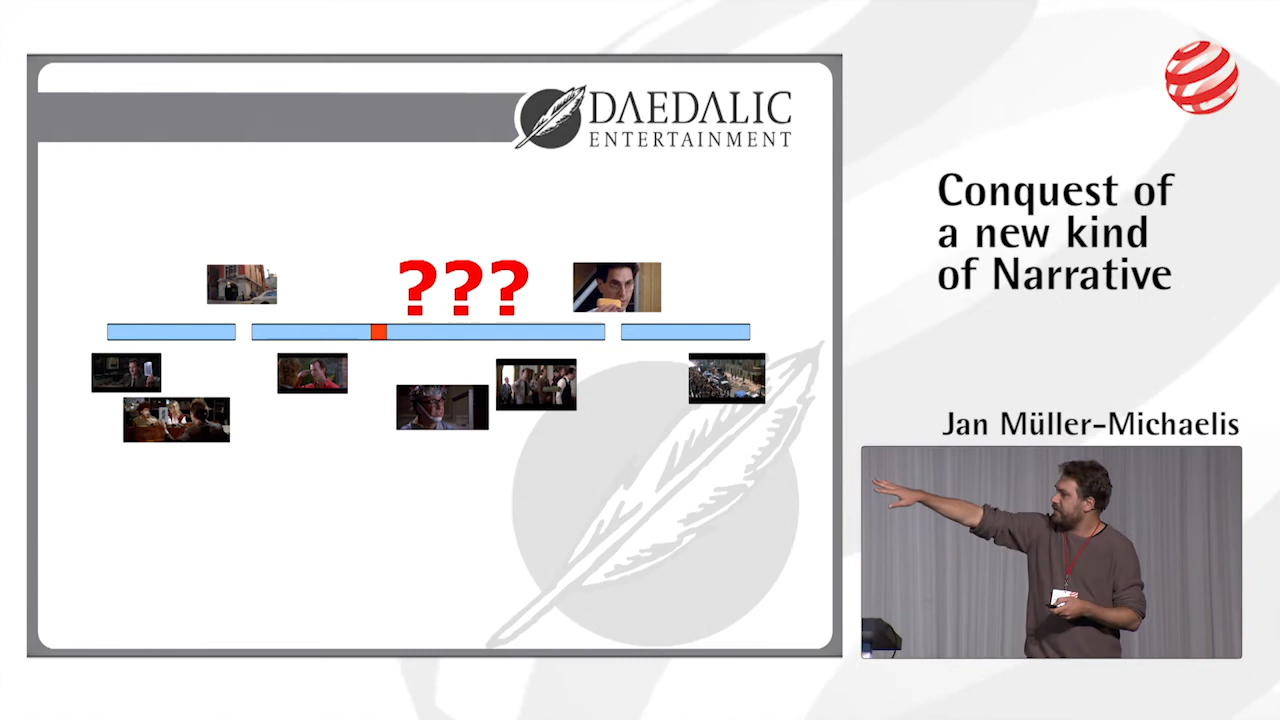 DAEDALIC
ENTERTAINMENT
???
Conquest of
a new kind
of Narrative
Jan Müller-Michaelis